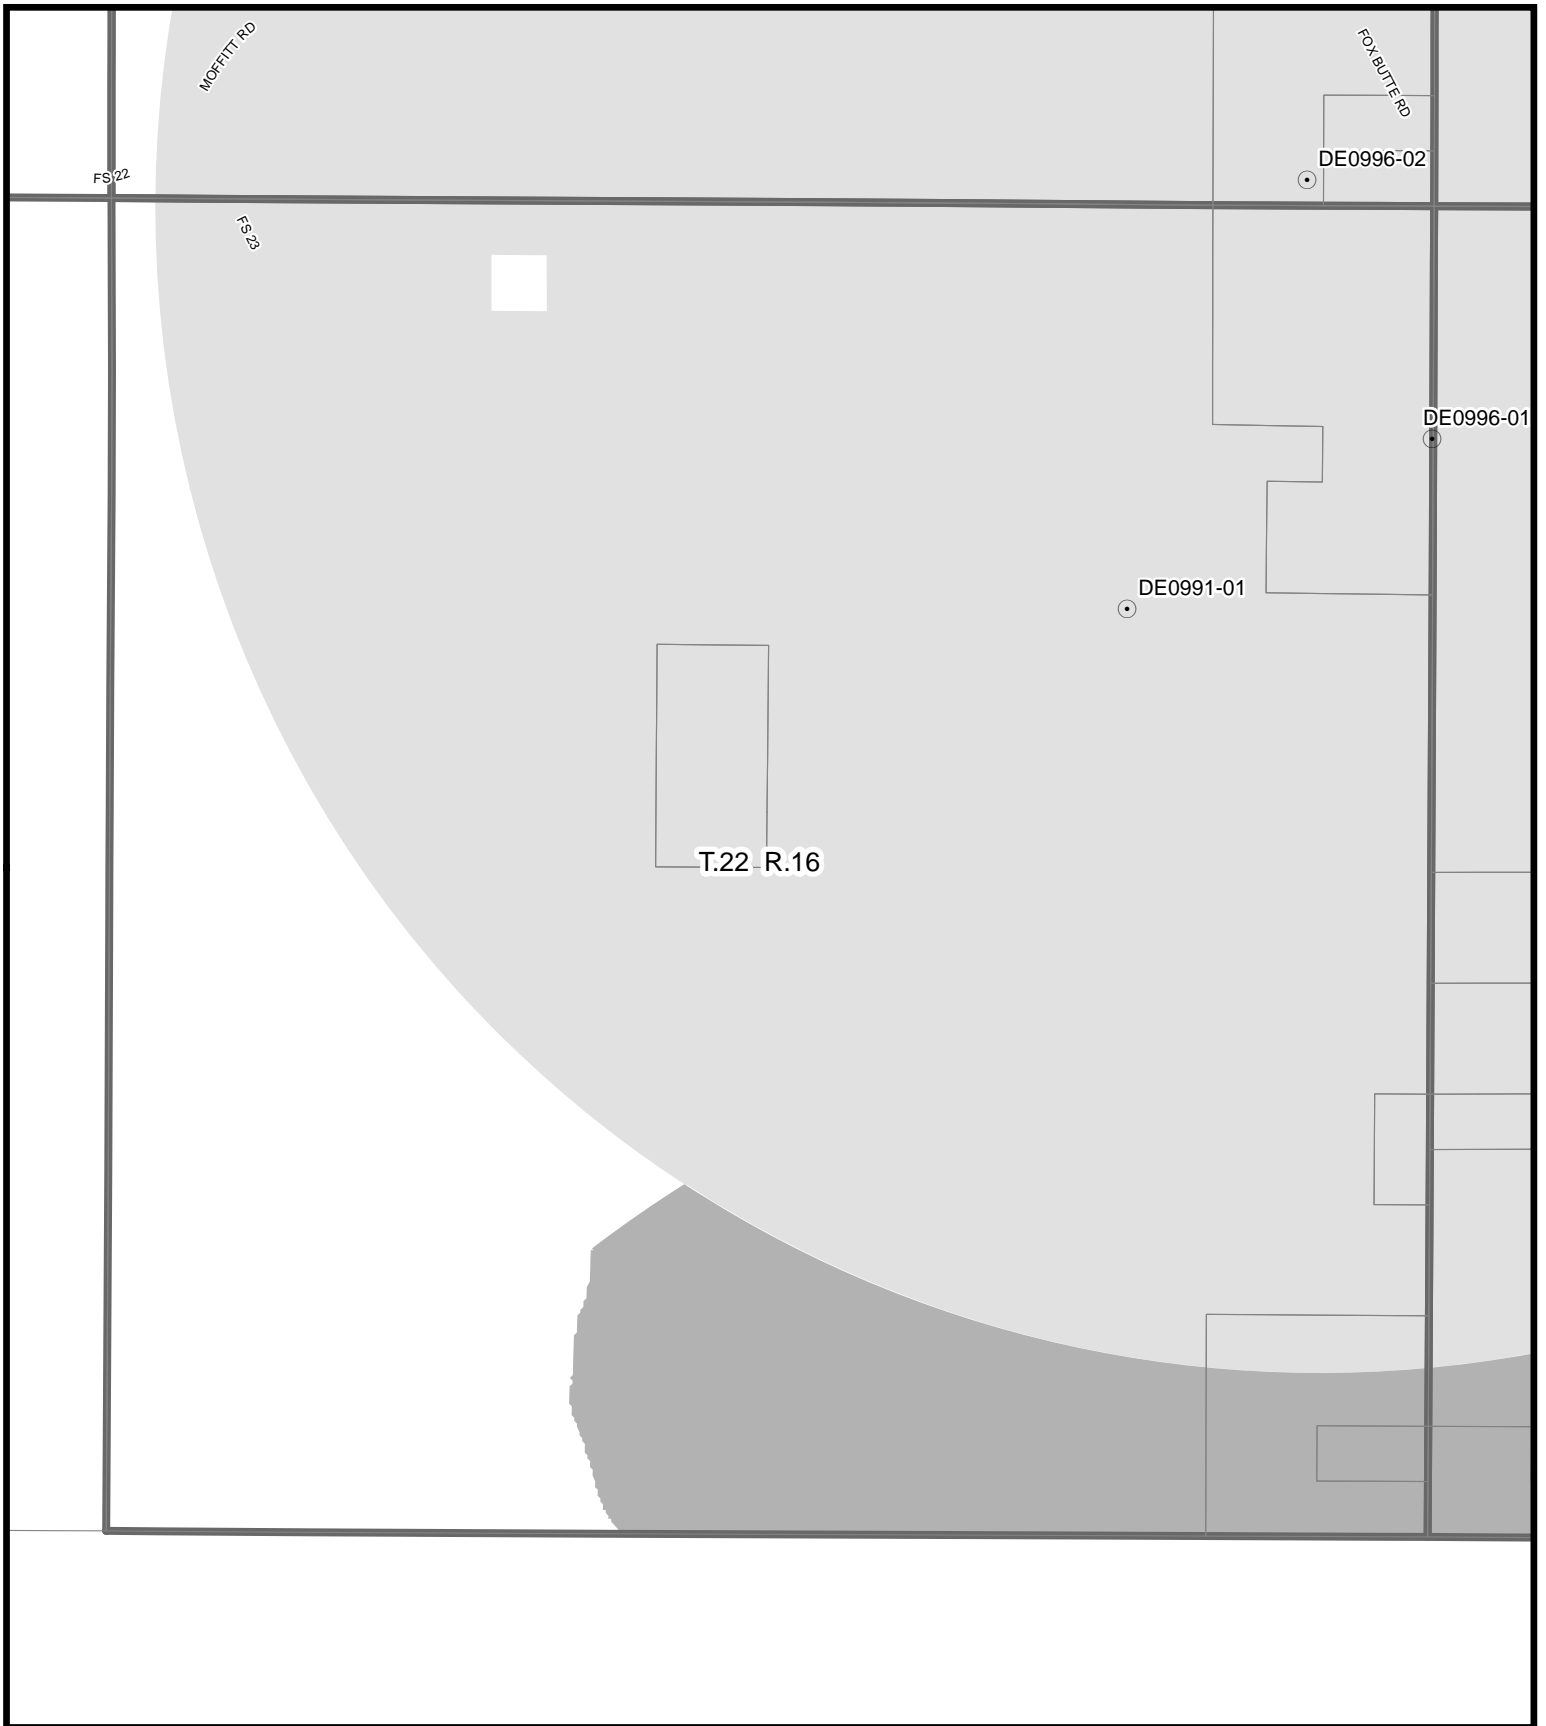 MOFFITT RD
FOX BUTTE RD
DE0996-02
FS 22
FS 23
DE0996-01
DE0991-01
T.22 R.16